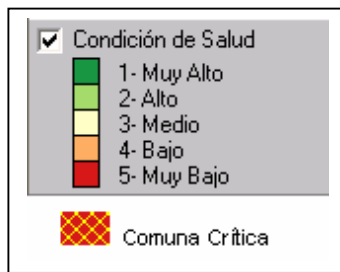 Condición de Salud
1- Muy Alto
2- Alto
3- Medio
4- Bajo
5- Muy Bajo
Comuna Crítica